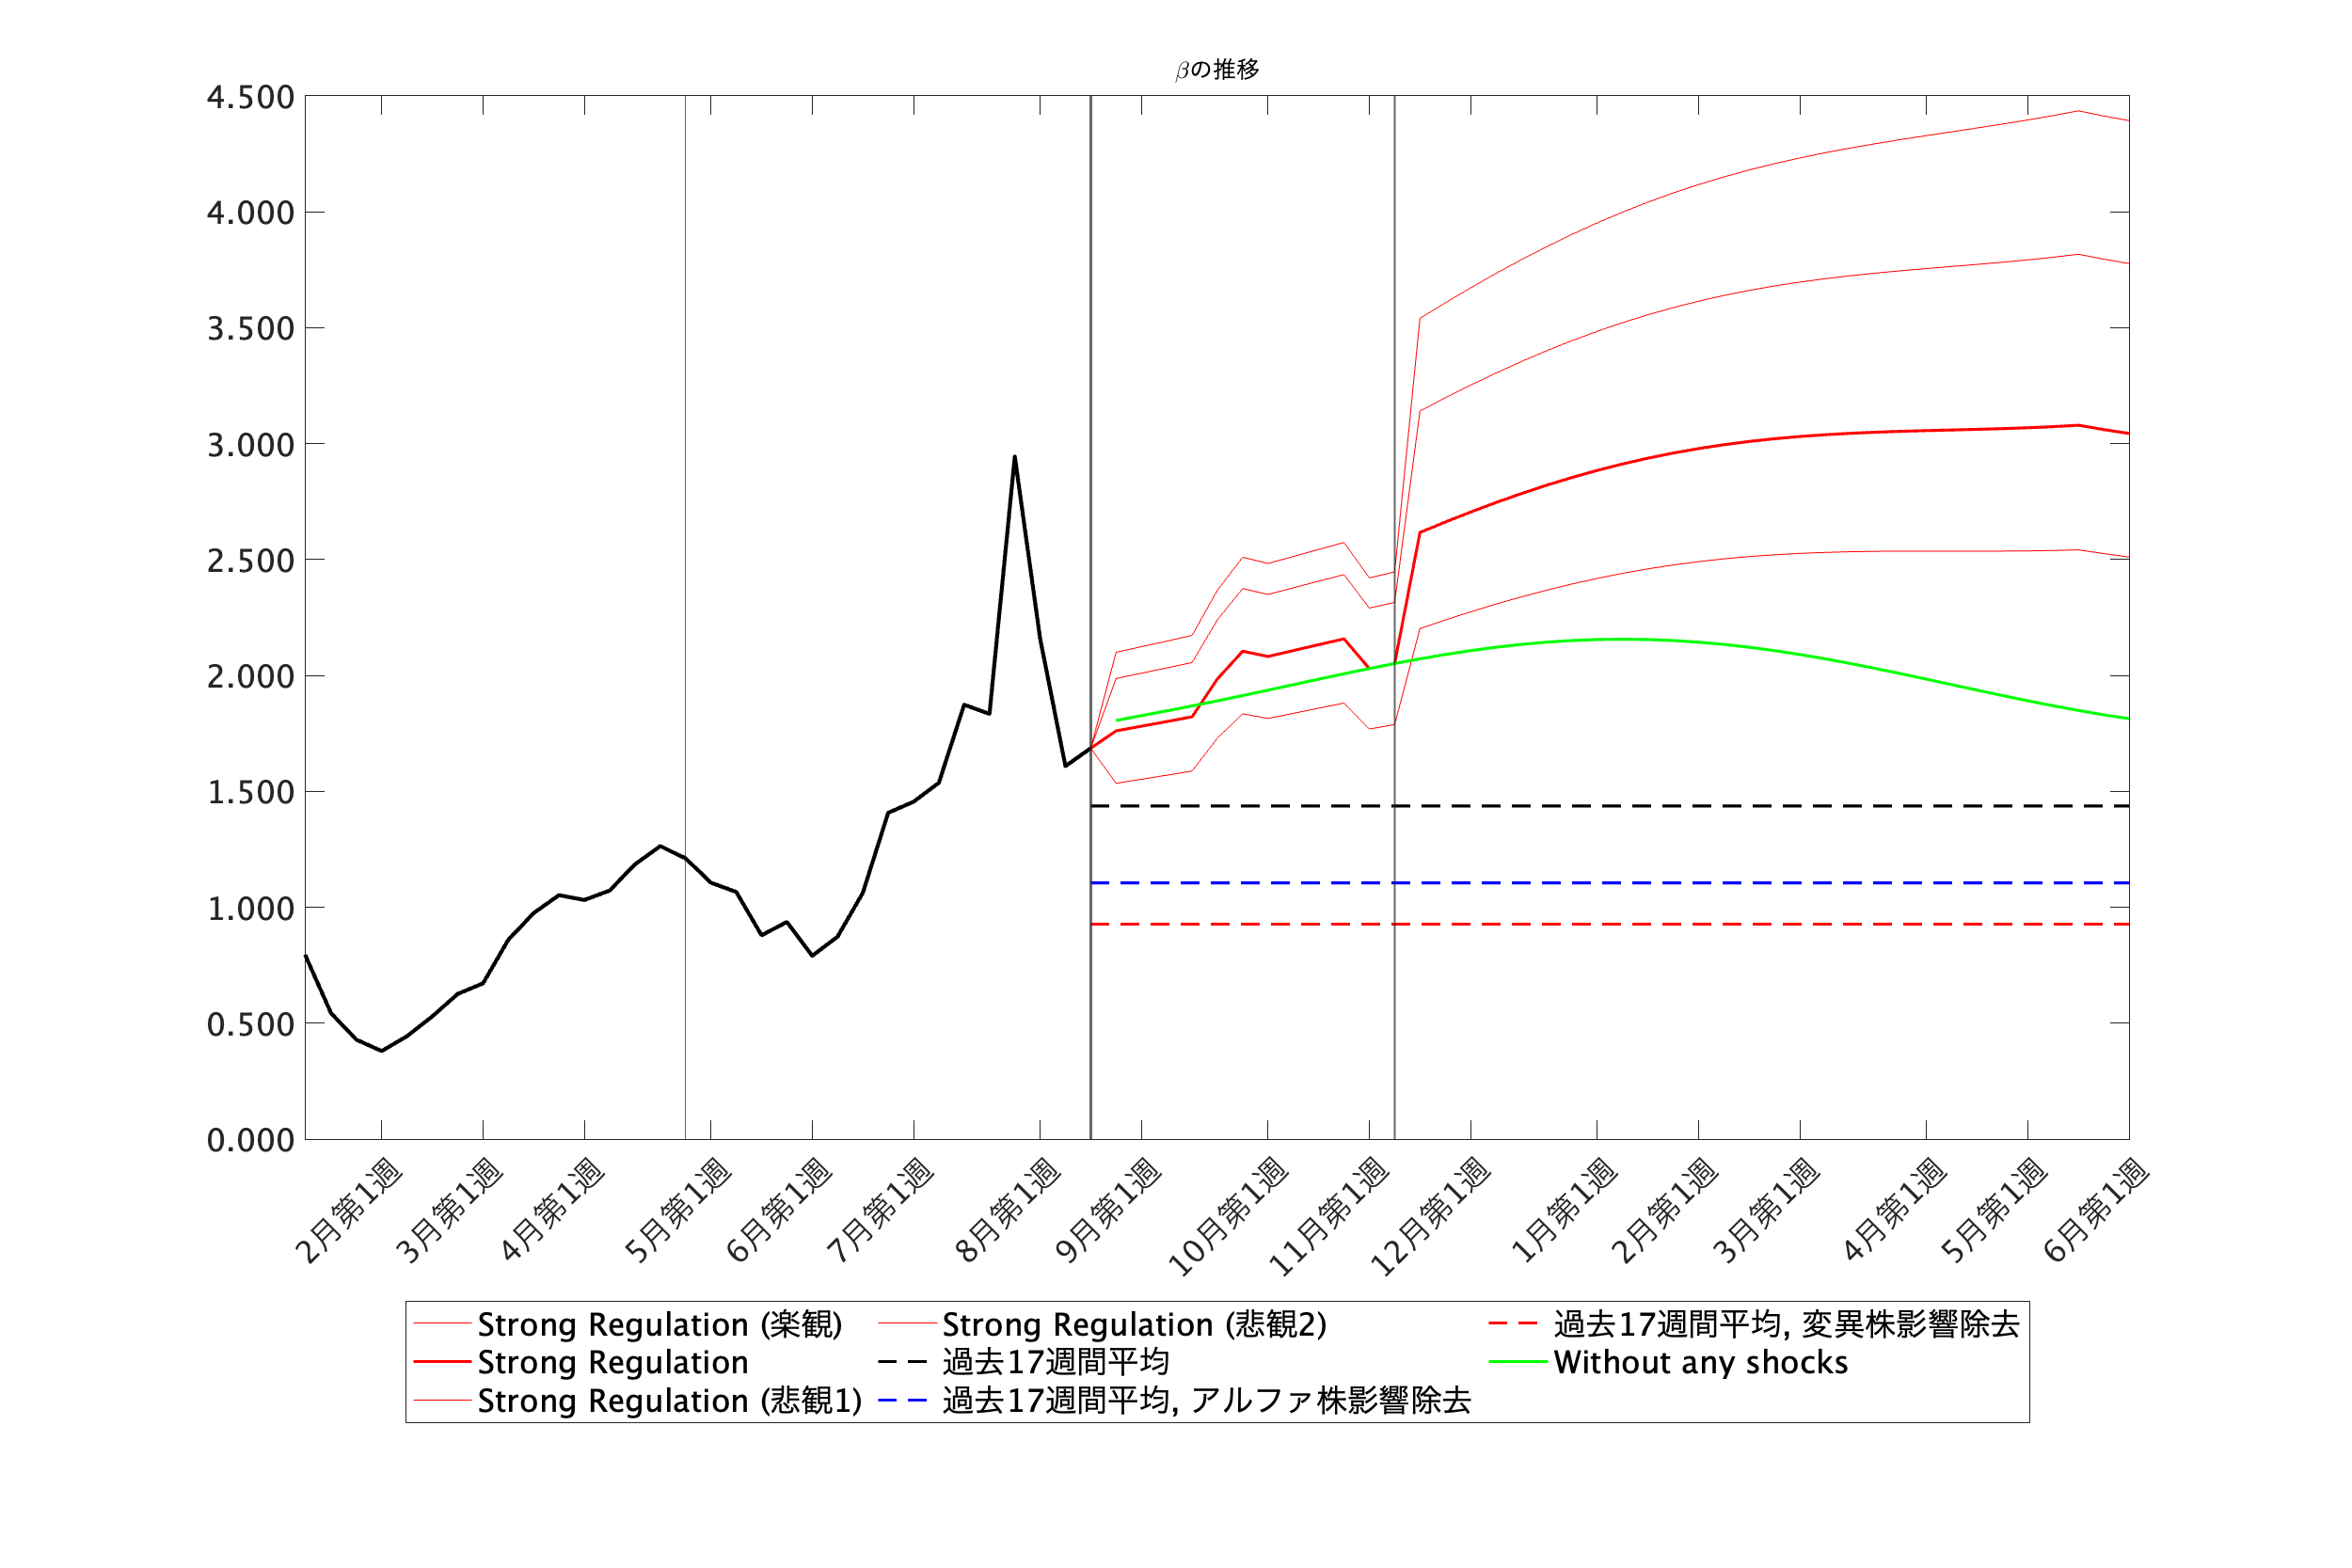 βの推移
4.500
4.000
3.500
3.000
2.500
2.000
1.500
1.000
0.500
0.000
2月第1週
3月第1週
4月第1週
5月第1週
6月第1週
7月第1週
8月第1週
9月第1週
10月第1週
11月第1週
12月第1週
1月第1週
2月第1週
3月第1週
4月第1週
5月第1週
6月第1週
Strong Regulation (楽観)
Strong Regulation
Strong Regulation (悲観1)
Strong Regulation (悲観2)
過去17週間平均
過去17週間平均, アルファ株影響除去
過去17週間平均, 変異株影響除去
Without any shocks